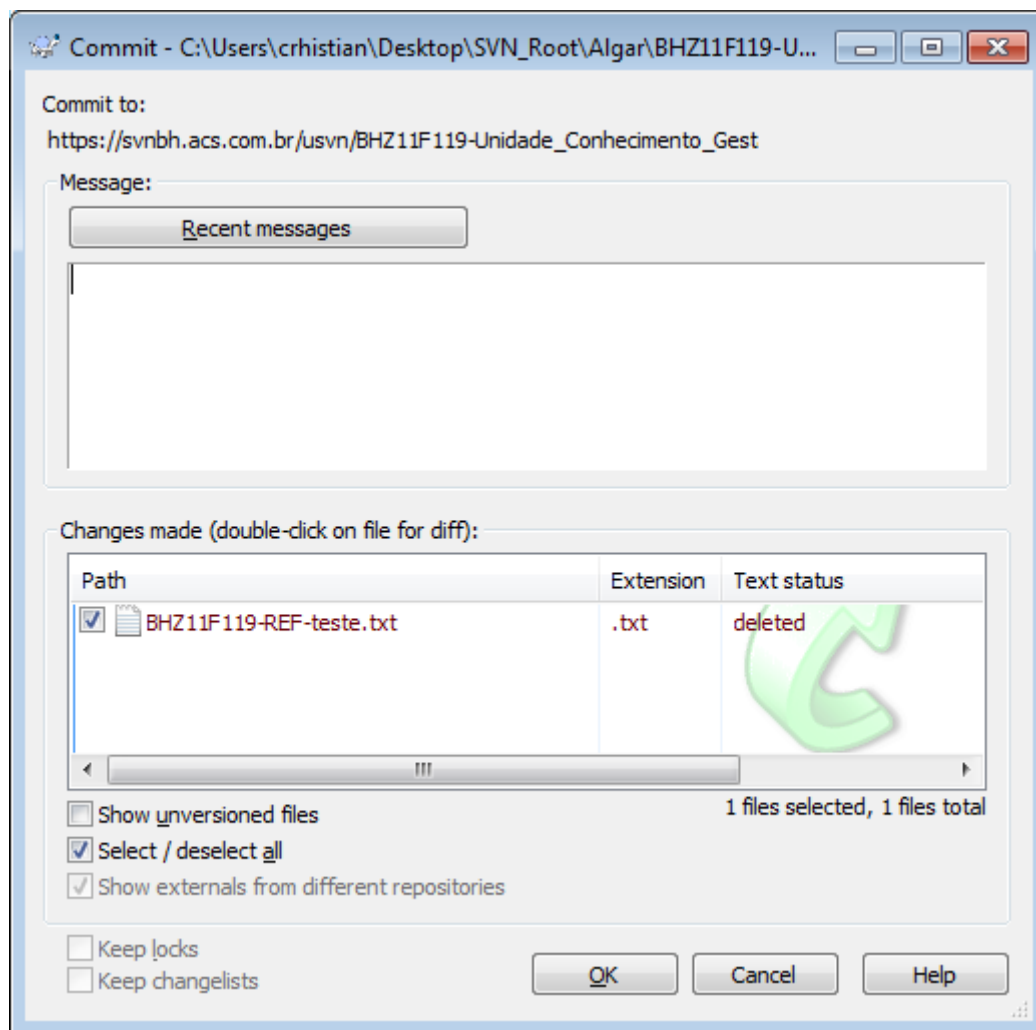 Commit - C:\Users\crhistian\Desktop\SVN_Root\Algar\BHZ11F119-U...
Commit to:
https://svnbh.acs.com.br/usvn/BHZ11F119-Unidade_Conhecimento_Gest
Message:
Recent messages
Changes made (double-click on file for diff):
Path Extension Text status
BHZ11F119-REF-teste.txt .txt deleted
Show unversioned files
1 files selected, 1 files total
Select / deselect all
Show externals from different repositories
Keep locks
Keep changelists
OK Cancel Help